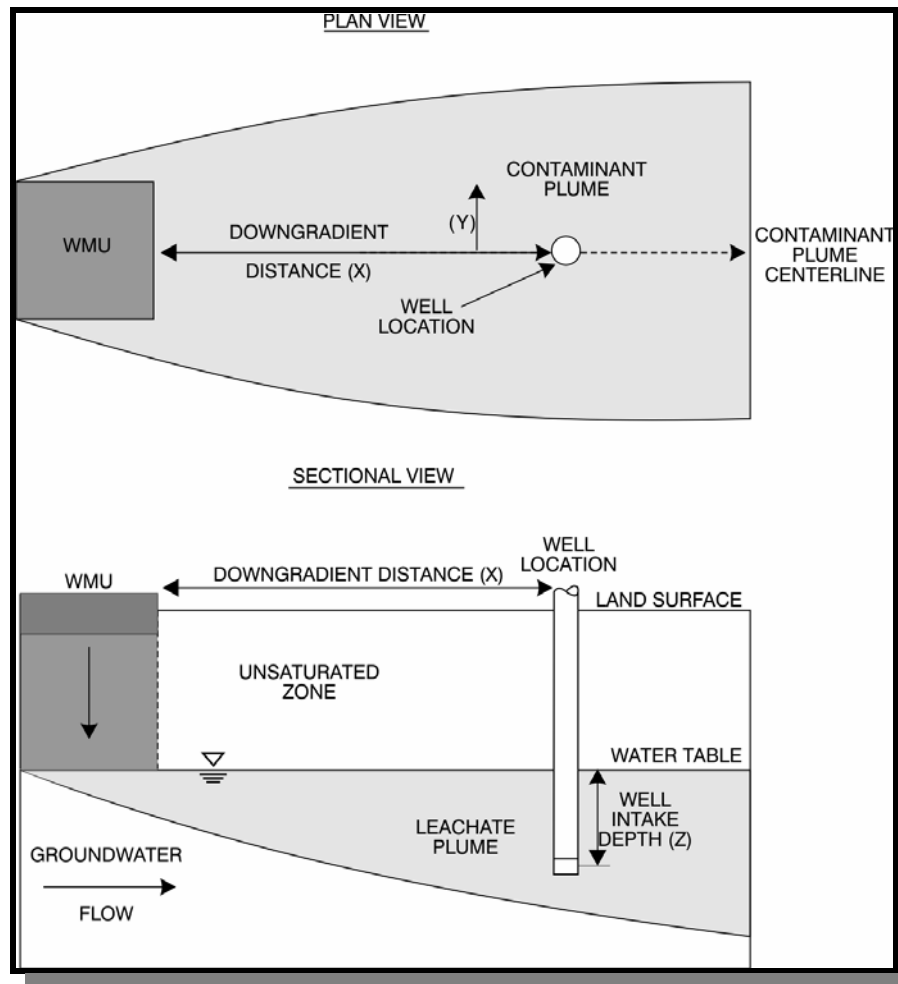 PLAN VIEW
CONTAMINANT
PLUME
(Y)
WMU
DOWNGRADIENT
DISTANCE (X)
CONTAMINANT
PLUME
CENTERLINE
WELL
LOCATION
SECTIONAL VIEW
WELL
LOCATION
WMU
DOWNGRADIENT DISTANCE (X)
LAND SURFACE
UNSATURATED
ZONE
WATER TABLE
WELL
INTAKE
DEPTH (Z)
LEACHATE
PLUME
GROUNDWATER
FLOW